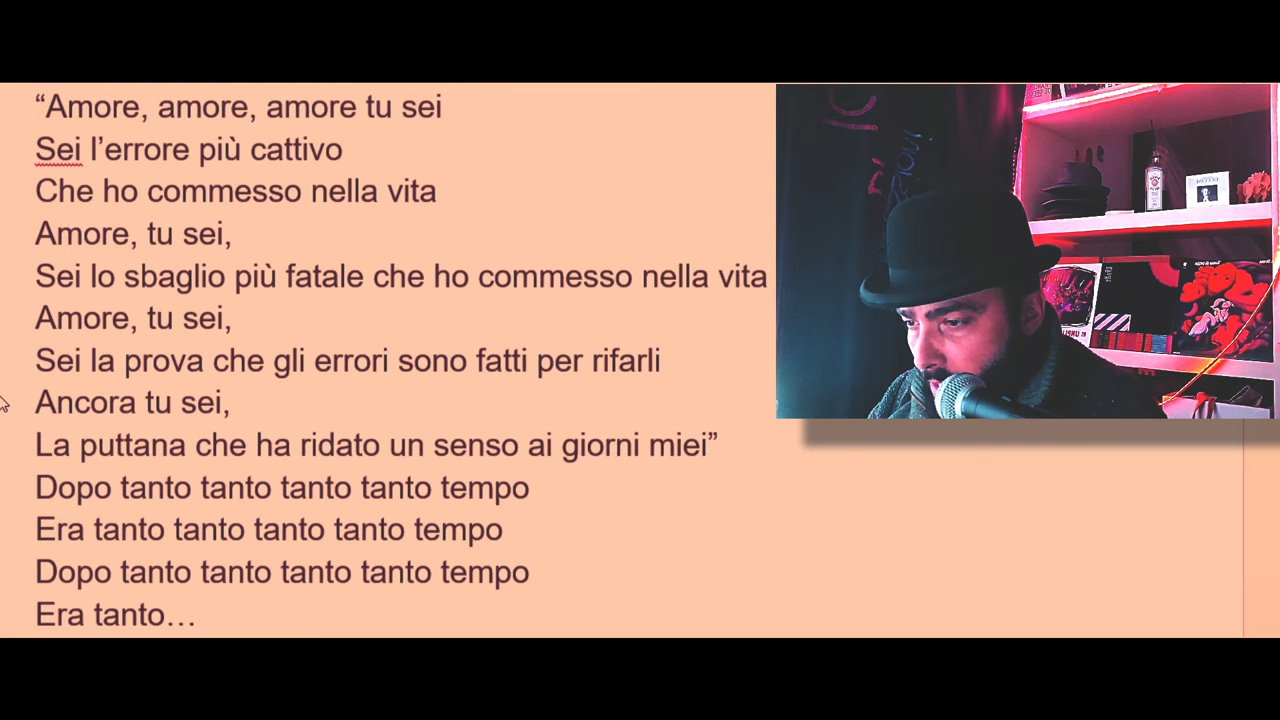 “Amore, amore, amore tu sei
Sei l’errore più cattivo
Che ho commesso nella vita
Amore, tu sei,
Sei lo sbaglio più fatale che ho commesso nella vita
Amore, tu sei,
Sei la prova che gli errori sono fatti per rifarli
Ancora tu sei,
La puttana che ha ridato un senso ai giorni miei”
Dopo tanto tanto tanto tanto tempo
Era tanto tanto tanto tanto tempo
Dopo tanto tanto tanto tanto tempo
Era tanto…